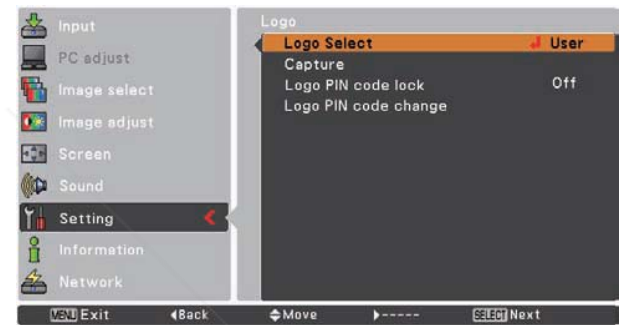 Input
PC adjust
Image select
Image adjust
Screen
Sound
Setting
Information
Network
Logo
Logo Select User
Capture
Logo PIN code lock Off
Logo PIN code change
MENU Exit Back Move ----- SELECT Next